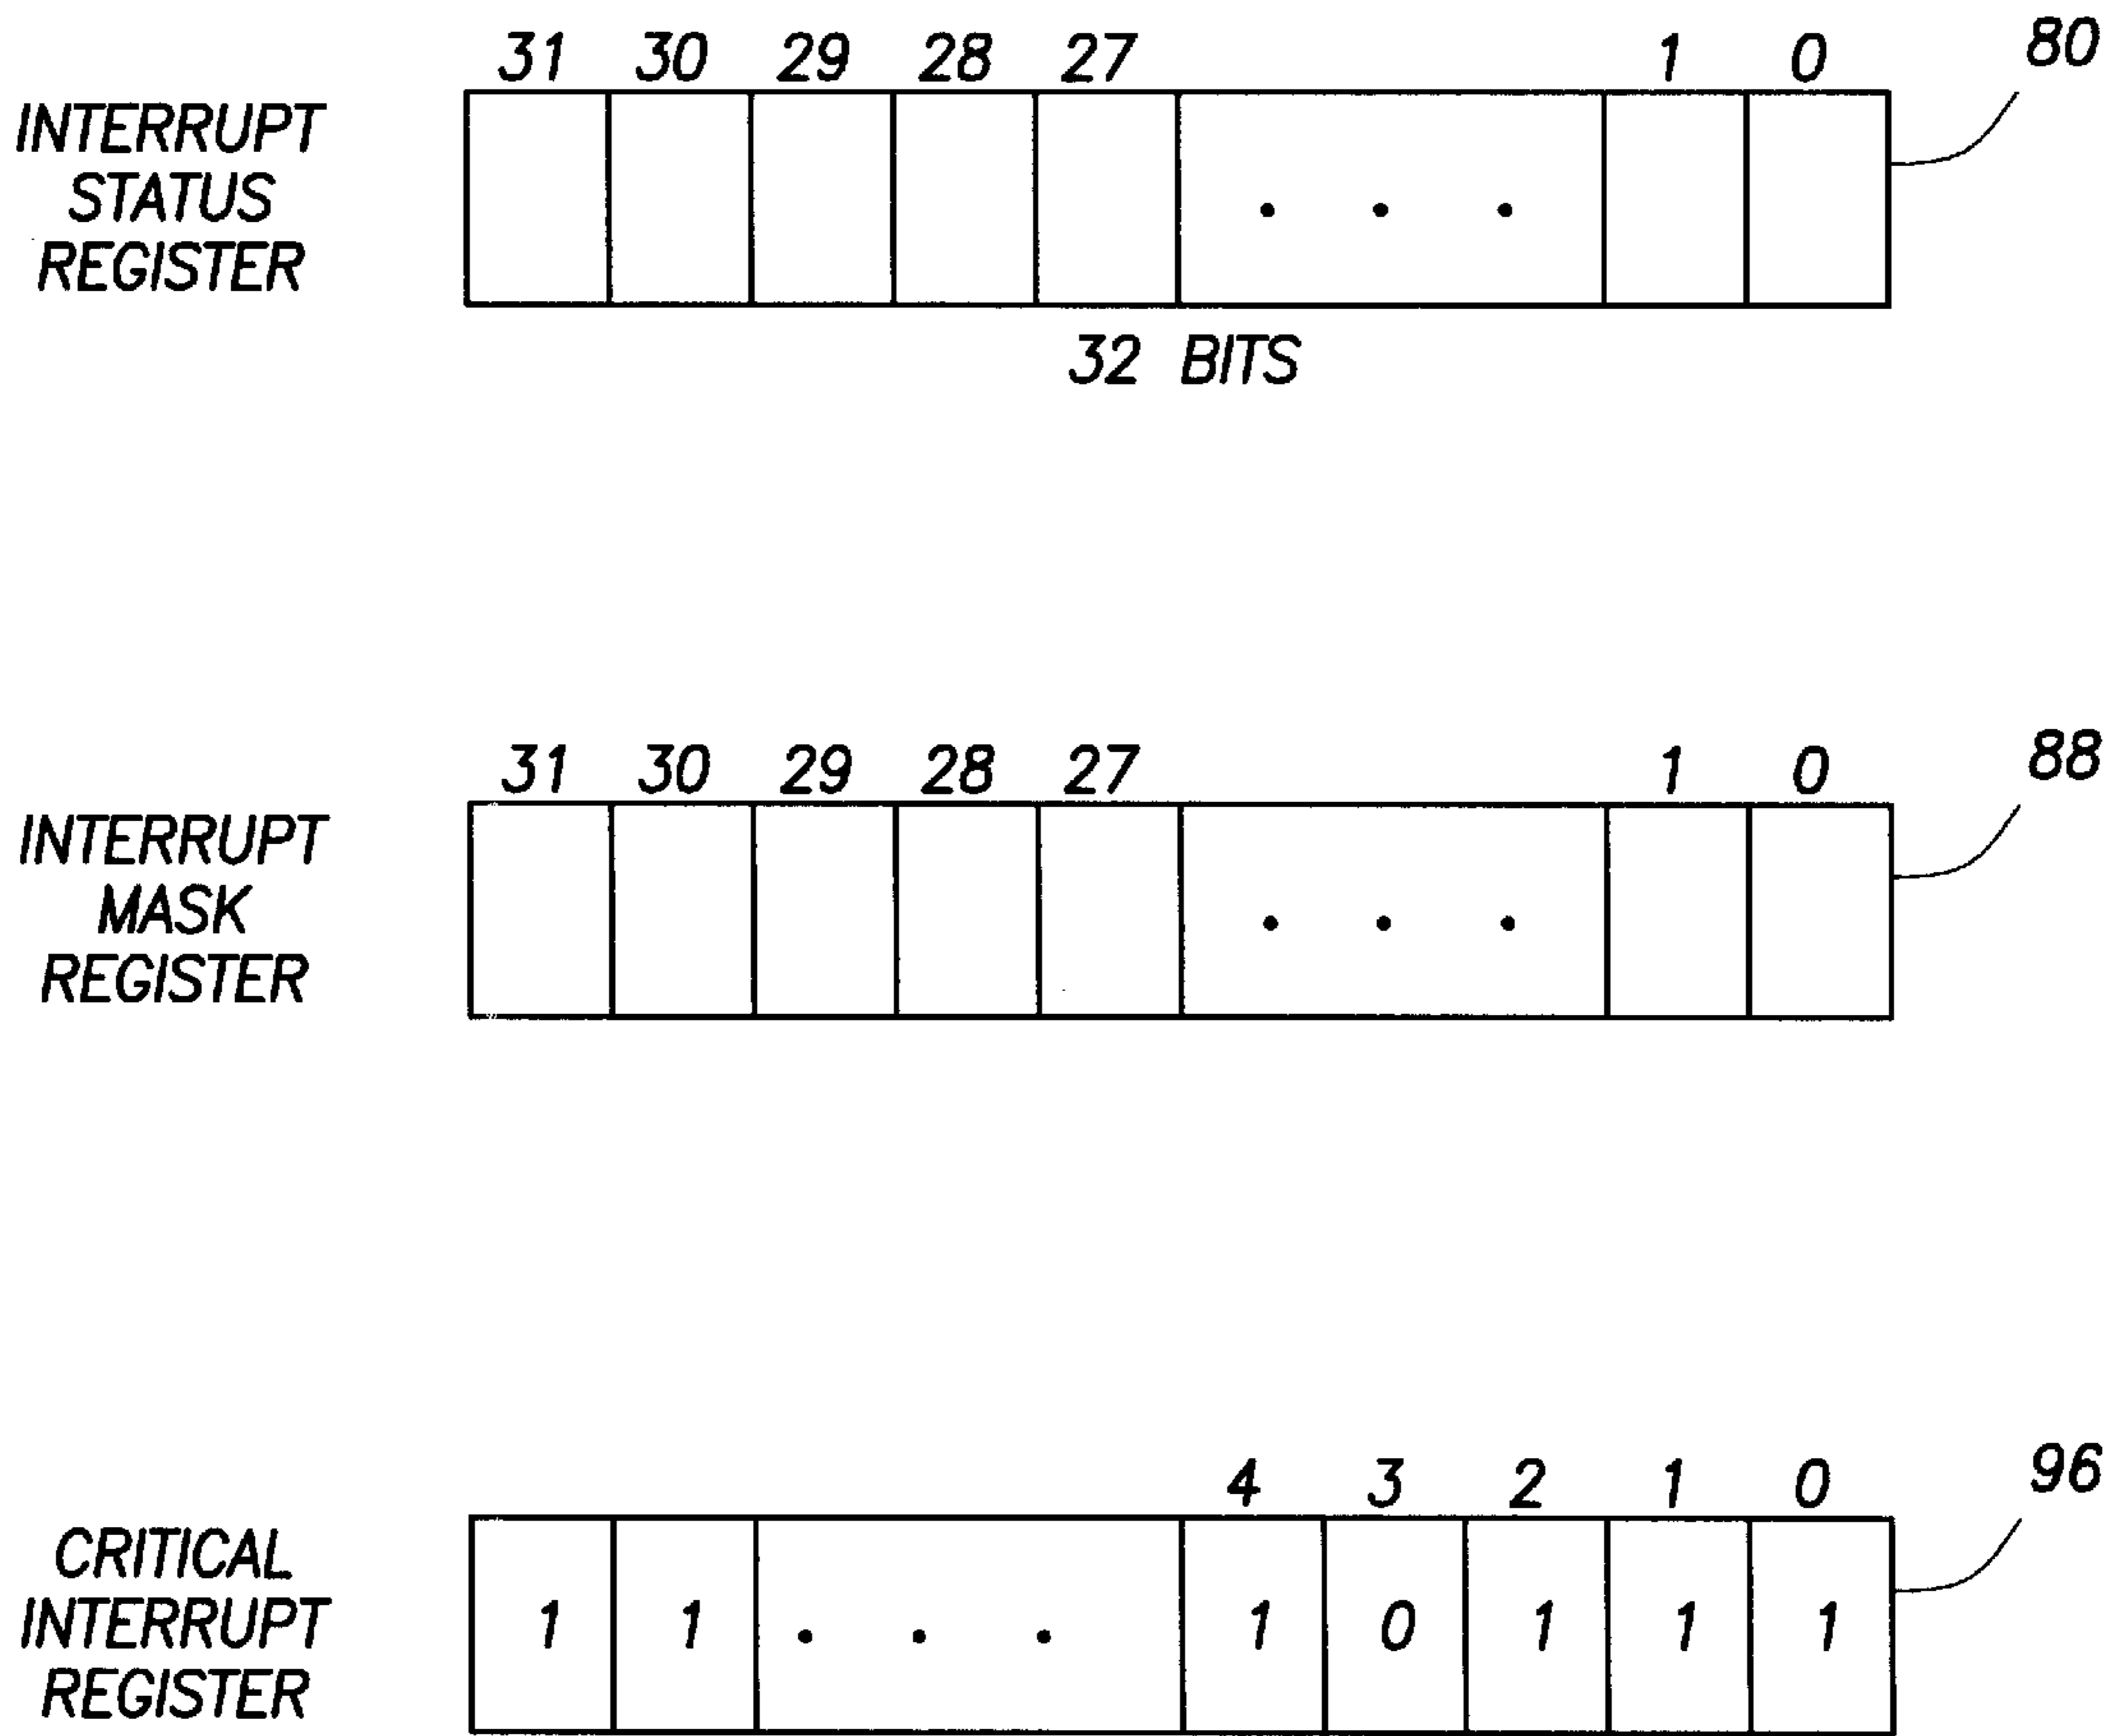 31 30 29 28 27 1 0 80
INTERRUPT
STATUS
REGISTER
. . .
32 BITS
31 30 29 28 27 1 0 88
INTERRUPT
MASK
REGISTER
. . .
4 3 2 1 0 96
CRITICAL
INTERRUPT
REGISTER
1 1 . . . 1 0 1 1 1